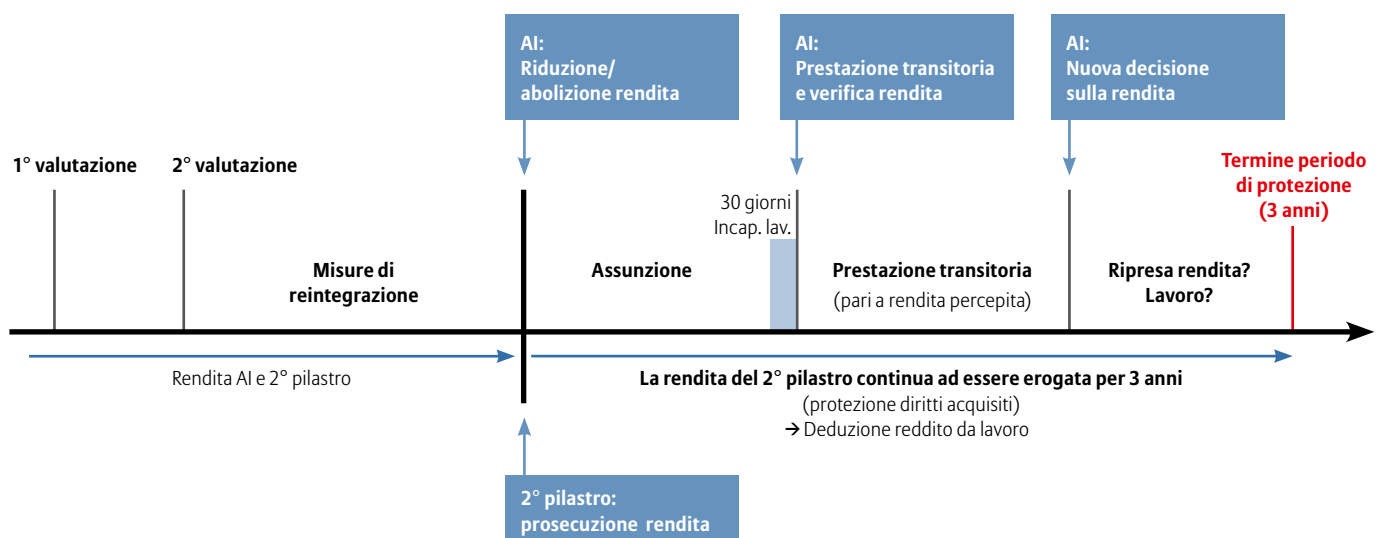 AI:
Riduzione/
abolizione rendita
AI:
Prestazione transitoria
e verifica rendita
AI:
Nuova decisione
sulla rendita
1° valutazione
2° valutazione
Termine periodo
di protezione
(3 anni)
30 giorni
Incap. lav.
Misure di
reintegrazione
Assunzione
Prestazione transitoria
(pari a rendita percepita)
Ripresa rendita?
Lavoro?
Rendita AI e 2° pilastro
La rendita del 2° pilastro continua ad essere erogata per 3 anni
(protezione diritti acquisiti)
→ Deduzione reddito da lavoro
2° pilastro:
prosecuzione rendita